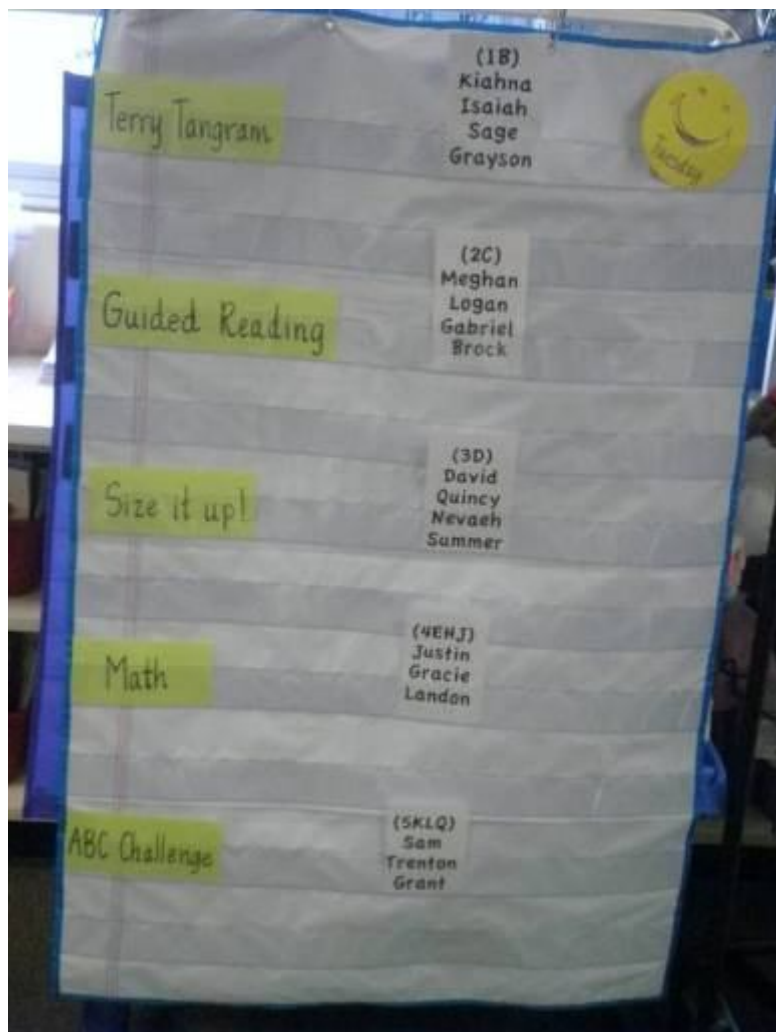 Terry Tangram
(1B)
Kiahna
Isaiah
Sage
Grayson
Tuesday
Guided Reading
(2C)
Meghan
Logan
Gabriel
Brock
Size it up!
(3D)
David
Quincy
Nevaeh
Summer
Math
(4EHJ)
Justin
Gracie
Landon
ABC Challenge
(5KLQ)
Sam
Trenton
Grant